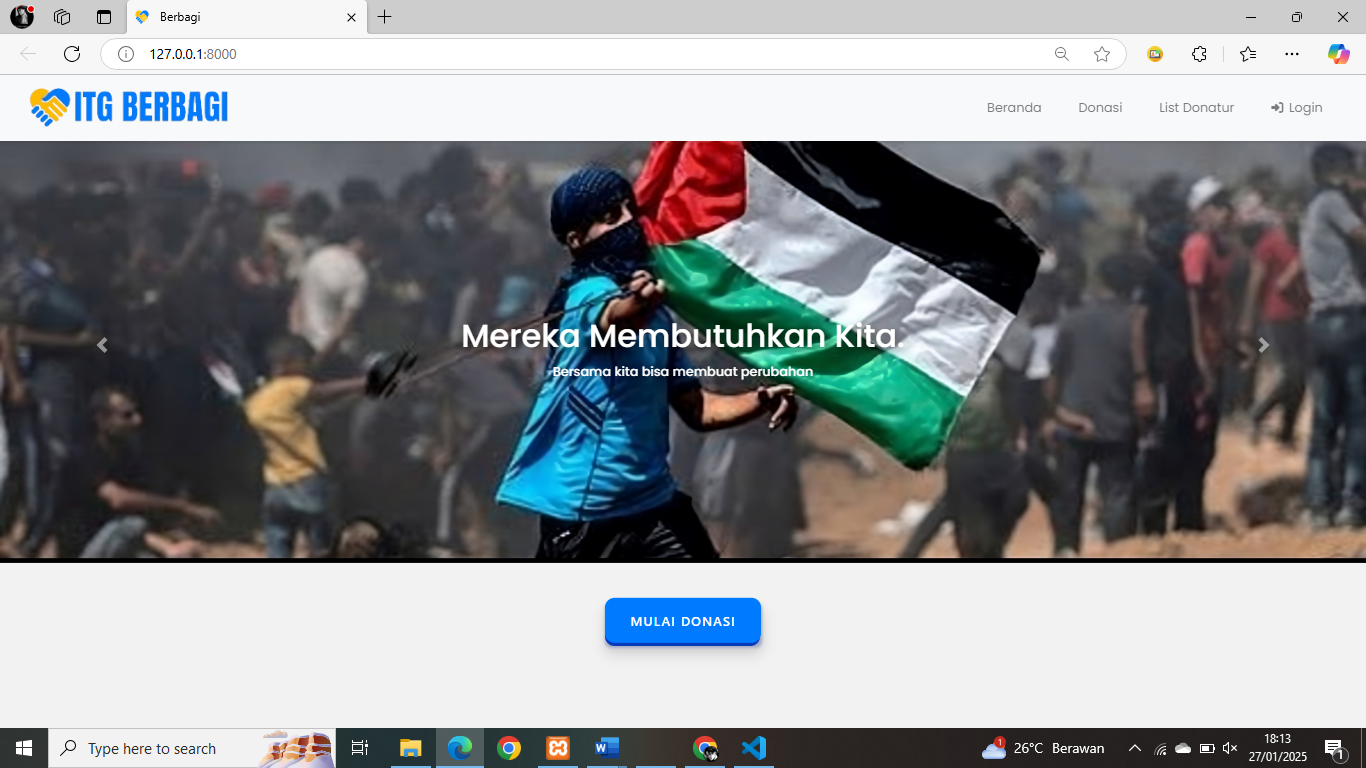 Berbagi
127.0.0.1:8000
ITG BERBAGI
Beranda
Donasi
List Donatur
Login
Mereka Membutuhkan Kita.
Bersama kita bisa membuat perubahan
MULAI DONASI
Type here to search
1
26°C Berawan
18:13
27/01/2025
1